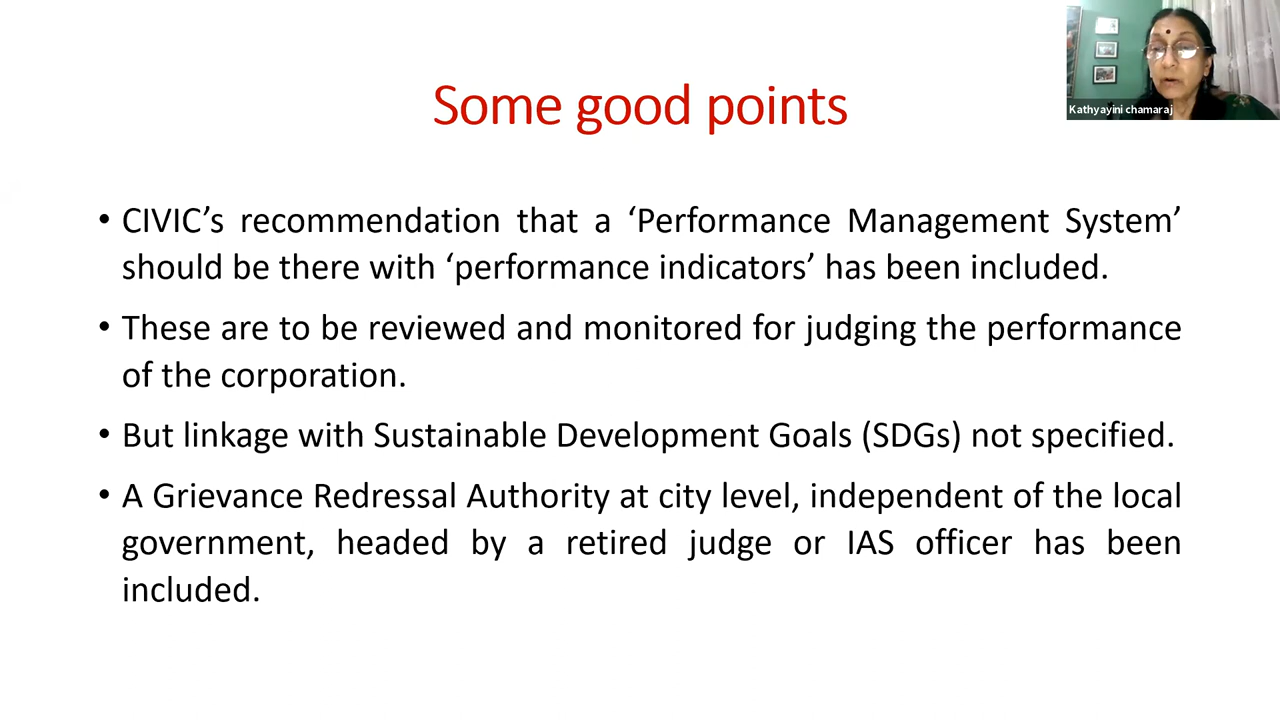 Some good points
Kathyayini chamaraj
• CIVIC’s recommendation that a ‘Performance Management System’
should be there with ‘performance indicators’ has been included.
• These are to be reviewed and monitored for judging the performance
of the corporation.
• But linkage with Sustainable Development Goals (SDGs) not specified.
• A Grievance Redressal Authority at city level, independent of the local
government, headed by a retired judge or IAS officer has been
included.